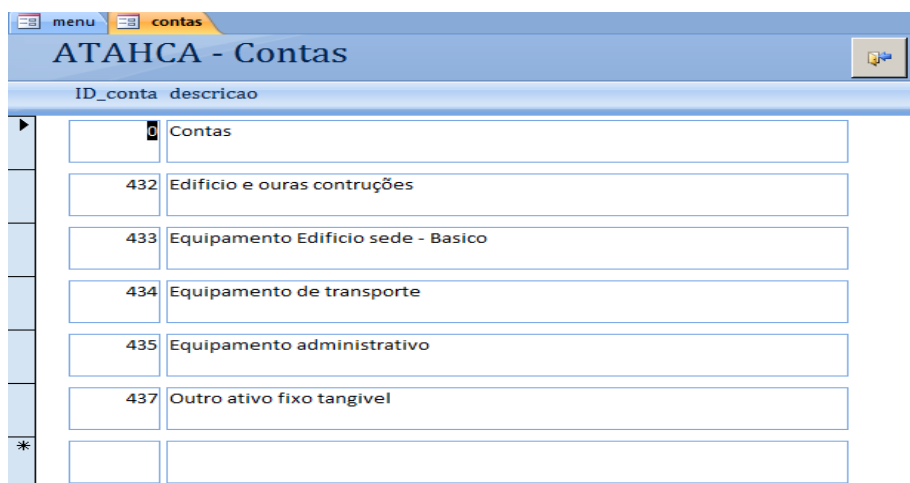 menu contas
ATAHCA - Contas
ID_conta descricao
0 Contas
432 Edificio e ouras contruções
433 Equipamento Edificio sede - Basico
434 Equipamento de transporte
435 Equipamento administrativo
437 Outro ativo fixo tangivel